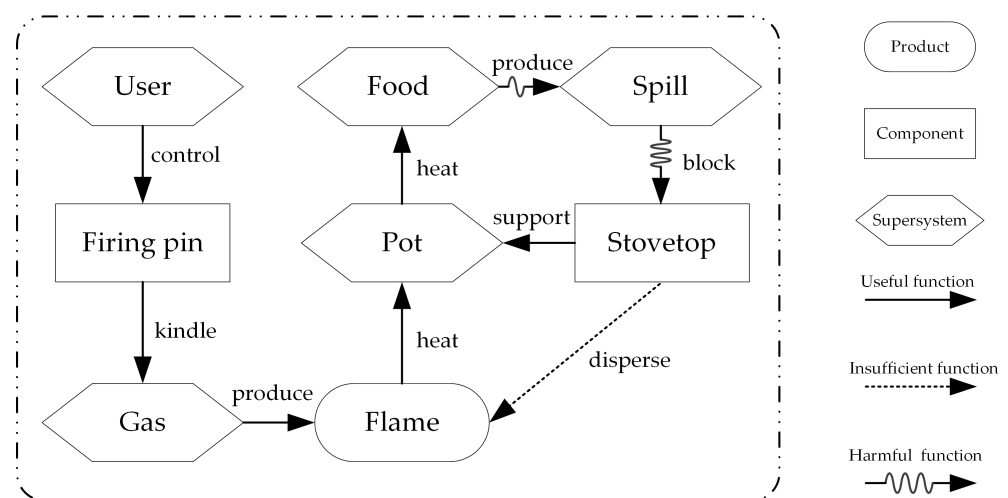 User
Food
produce
Spill
control
heat
block
Firing pin
Pot
support
Stovetop
kindle
heat
disperse
Gas
produce
Flame
Product
Component
Supersystem
Useful function
Insufficient function
Harmful function